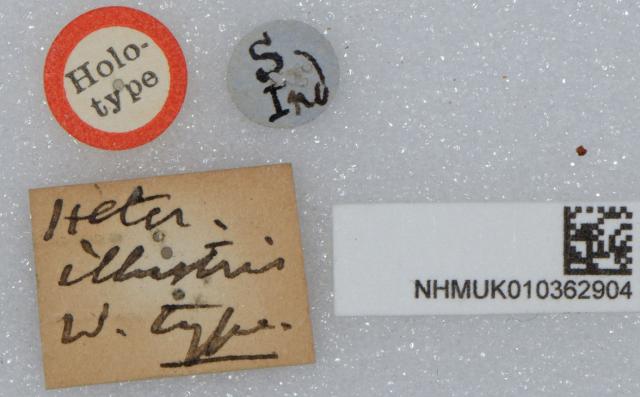 Holo-
type
S
Ind
Heter.
illustris
W. type.
NHMUK010362904